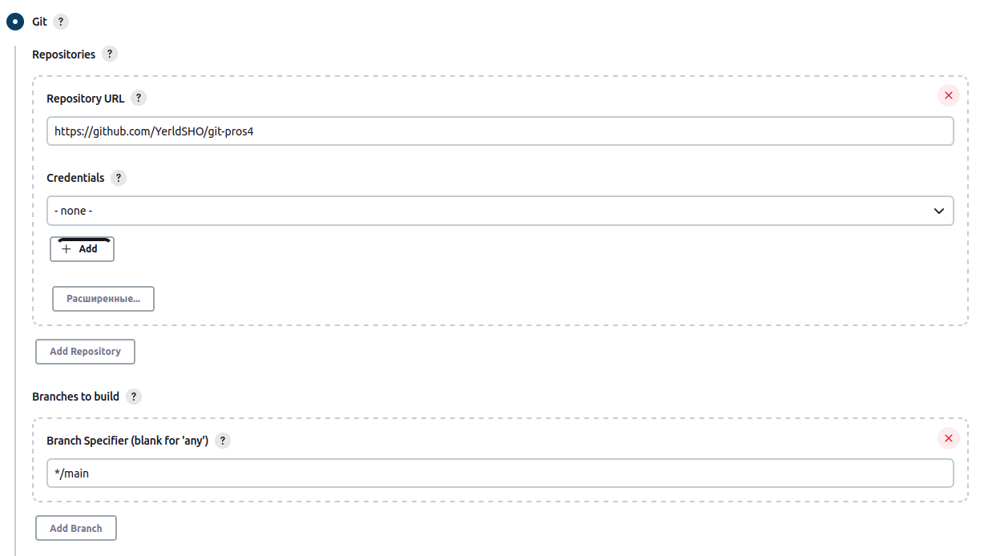 Git ?
Repositories ?
Repository URL ?
https://github.com/YerldSHO/git-pros4
Credentials ?
- none -
+ Add
Расширенные...
Add Repository
Branches to build ?
Branch Specifier (blank for 'any') ?
*/main
Add Branch